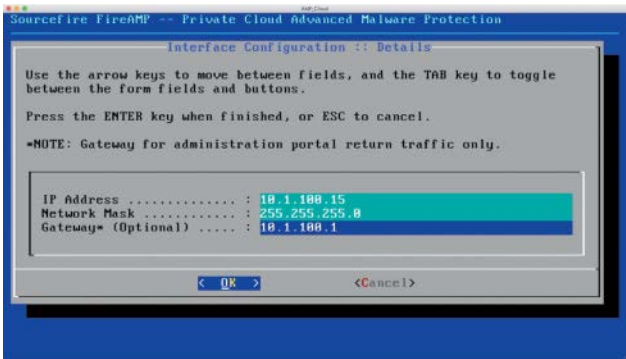 AMP_Cloud
Sourcefire FireAMP -- Private Cloud Advanced Malware Protection
Interface Configuration :: Details
Use the arrow keys to move between fields, and the TAB key to toggle
between the form fields and buttons.
Press the ENTER key when finished, or ESC to cancel.
*NOTE: Gateway for administration portal return traffic only.
IP Address .............. : 10.1.100.15
Network Mask ............ : 255.255.255.0
Gateway* (Optional) ..... : 10.1.100.1
< OK > <Cancel>